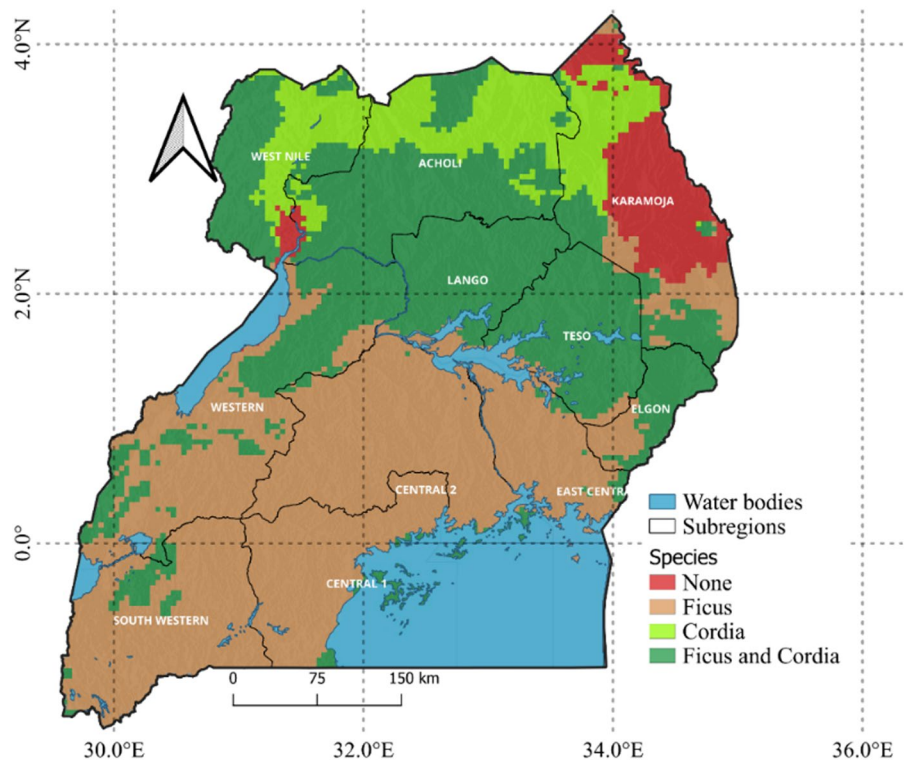 4.0°N
WEST NILE
ACHOLI
KARAMOJA
2.0°N
LANGO
TESO
WESTERN
ELGON
CENTRAL 2
EAST CENTRA
0.0°
CENTRAL 1
SOUTH WESTERN
Water bodies
Subregions
Species
None
Ficus
Cordia
Ficus and Cordia
0 75 150 km
30.0°E 32.0°E 34.0°E 36.0°E